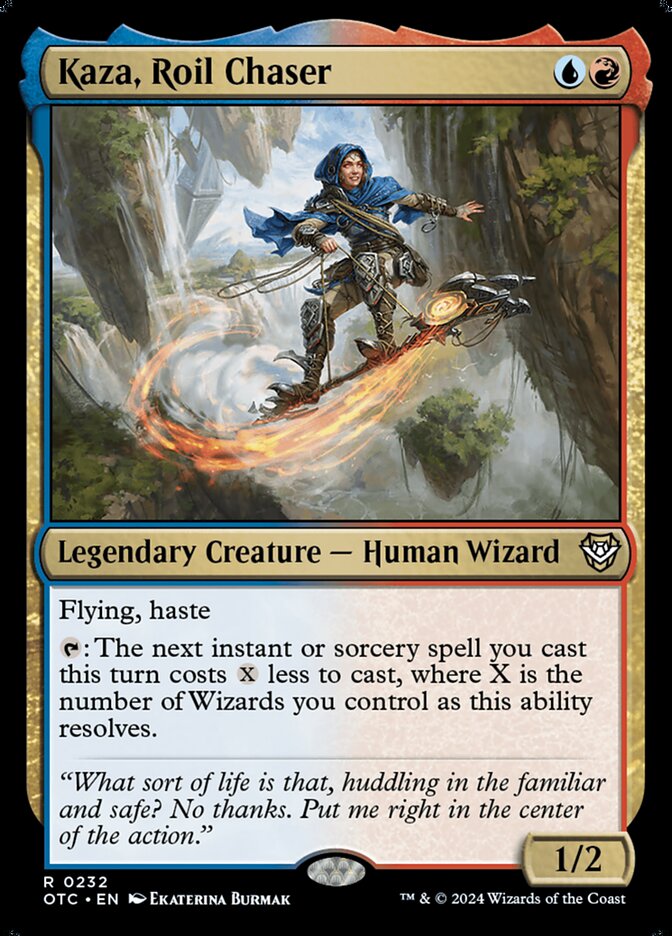 Kaza, Roil Chaser
Legendary Creature — Human Wizard
Flying, haste
: The next instant or sorcery spell you cast
this turn costs X less to cast, where X is the
number of Wizards you control as this ability
resolves.
“What sort of life is that, huddling in the familiar
and safe? No thanks. Put me right in the center
of the action.”
1/2
R 0232
OTC • EN Ekaterina Burmak
™ & © 2024 Wizards of the Coast